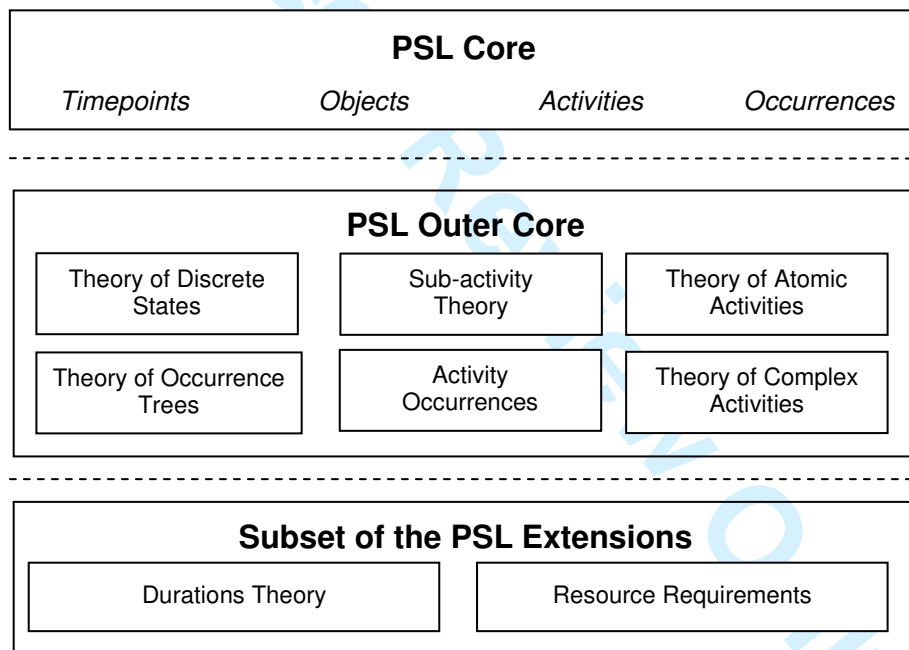 PSL Core
Timepoints Objects Activities Occurrences
PSL Outer Core
Theory of Discrete
States
Sub-activity
Theory
Theory of Atomic
Activities
Theory of Occurrence
Trees
Activity
Occurrences
Theory of Complex
Activities
Subset of the PSL Extensions
Durations Theory
Resource Requirements
Review